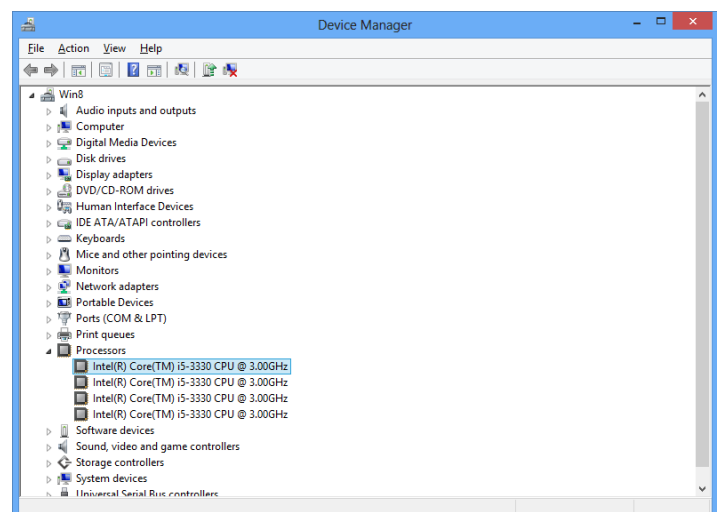 Device Manager
File Action View Help
Win8
Audio inputs and outputs
Computer
Digital Media Devices
Disk drives
Display adapters
DVD/CD-ROM drives
Human Interface Devices
IDE ATA/ATAPI controllers
Keyboards
Mice and other pointing devices
Monitors
Network adapters
Portable Devices
Ports (COM & LPT)
Print queues
Processors
Intel(R) Core(TM) i5-3330 CPU @ 3.00GHz
Intel(R) Core(TM) i5-3330 CPU @ 3.00GHz
Intel(R) Core(TM) i5-3330 CPU @ 3.00GHz
Intel(R) Core(TM) i5-3330 CPU @ 3.00GHz
Software devices
Sound, video and game controllers
Storage controllers
System devices
Universal Serial Bus controllers